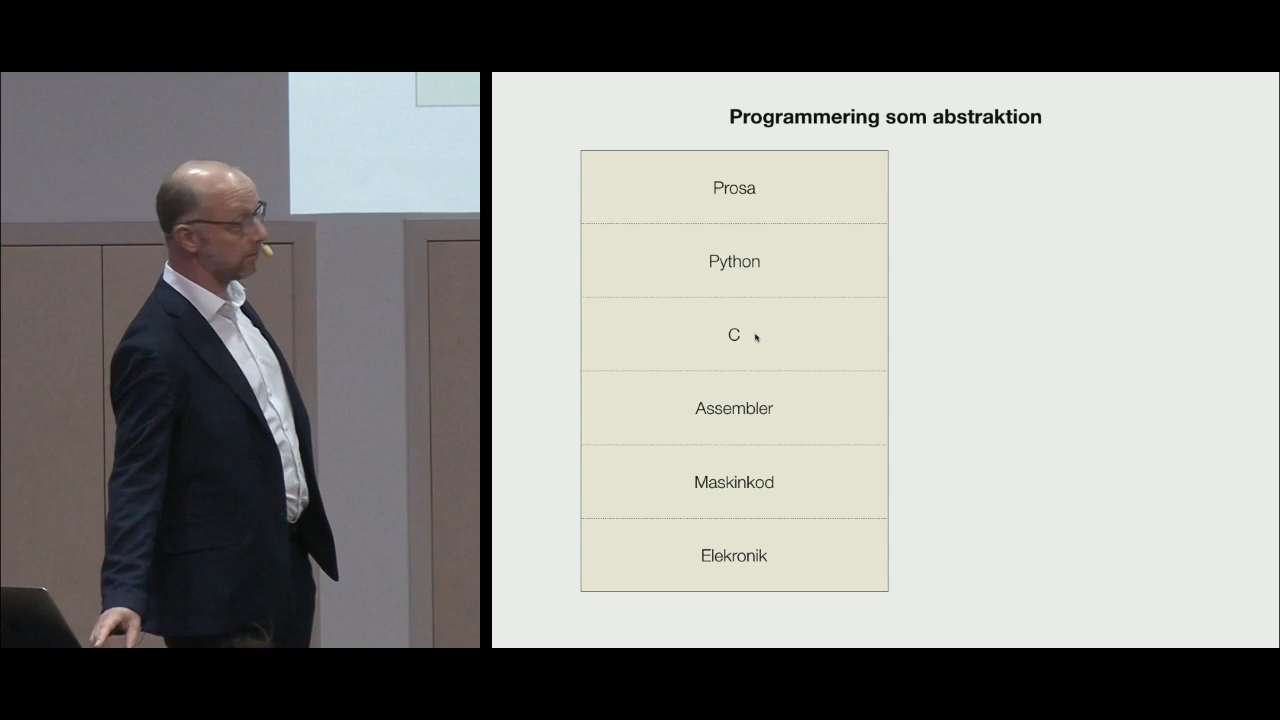 Programmering som abstraktion
Prosa
Python
C
Assembler
Maskinkod
Elekronik